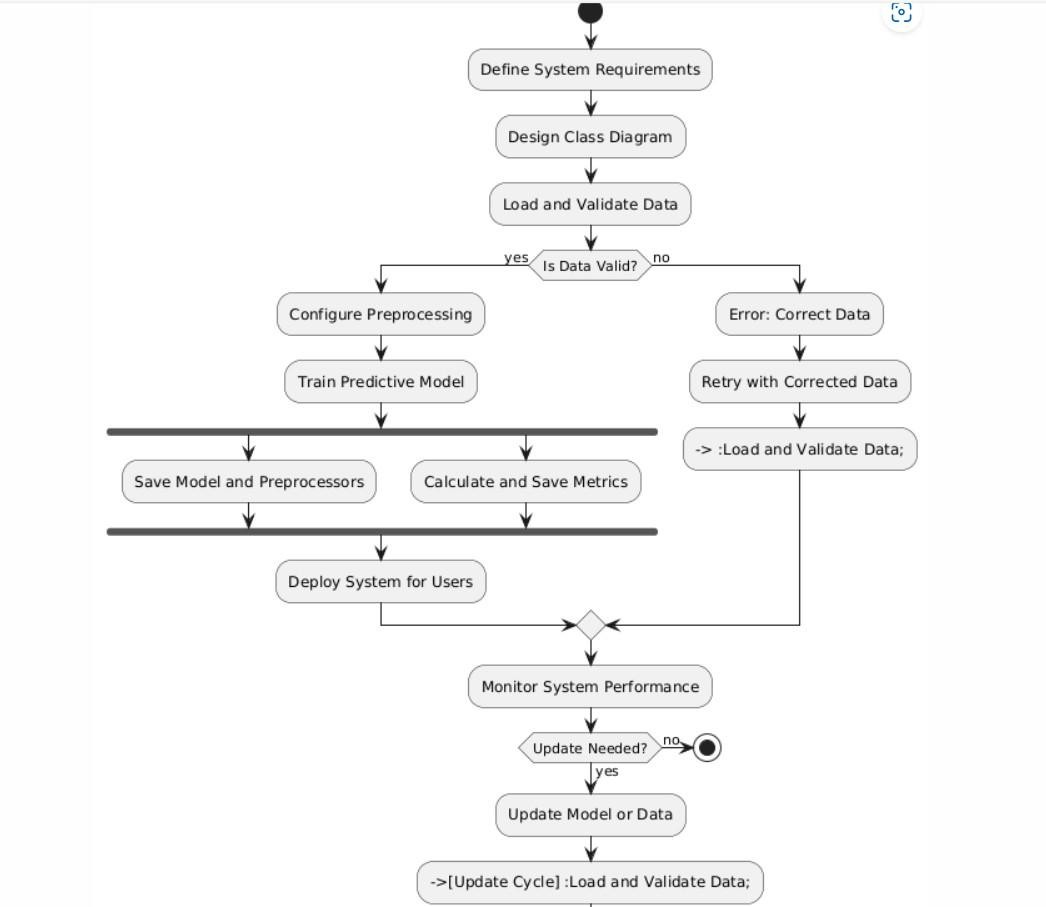 Define System Requirements
Design Class Diagram
Load and Validate Data
yes
Is Data Valid?
no
Configure Preprocessing
Error: Correct Data
Train Predictive Model
Retry with Corrected Data
-> :Load and Validate Data;
Save Model and Preprocessors
Calculate and Save Metrics
Deploy System for Users
Monitor System Performance
Update Needed?
no
yes
Update Model or Data
->[Update Cycle] :Load and Validate Data;